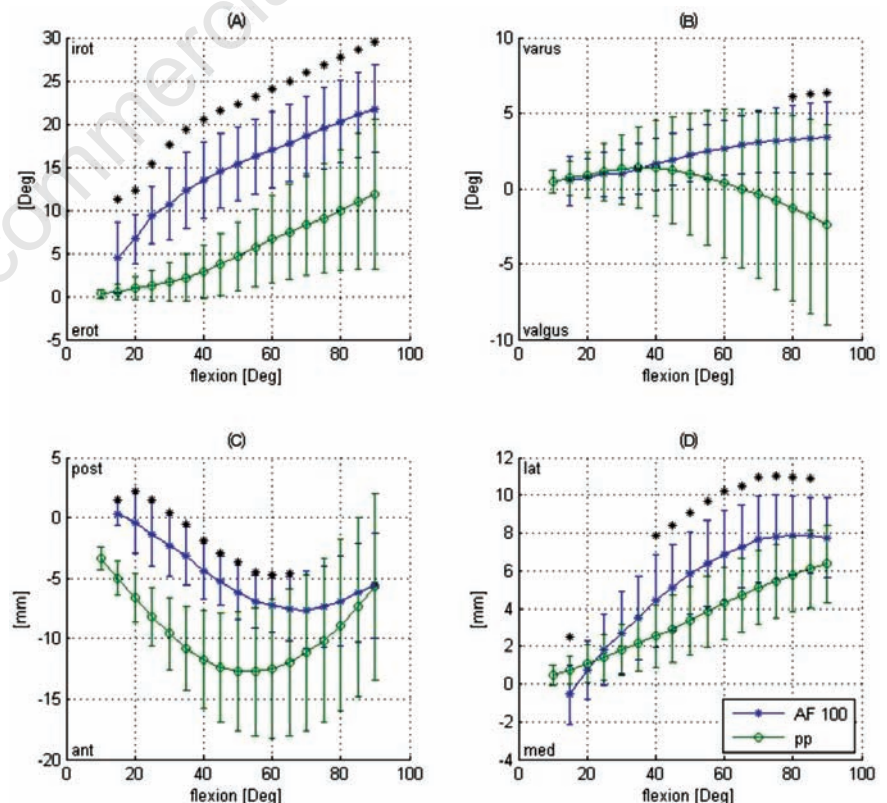 commercia
(A)
irot
30
25
20
15
10
5
0
-5
[Deg]
erot
0
20
40
60
80
100
flexion [Deg]
(B)
varus
10
5
0
-5
-10
[Deg]
valgus
0
20
40
60
80
100
flexion [Deg]
(C)
post
5
0
-5
-10
-15
-20
[mm]
ant
0
20
40
60
80
100
flexion [Deg]
(D)
lat
12
10
8
6
4
2
0
-2
-4
[mm]
med
AF 100
pp
0
20
40
60
80
100
flexion [Deg]